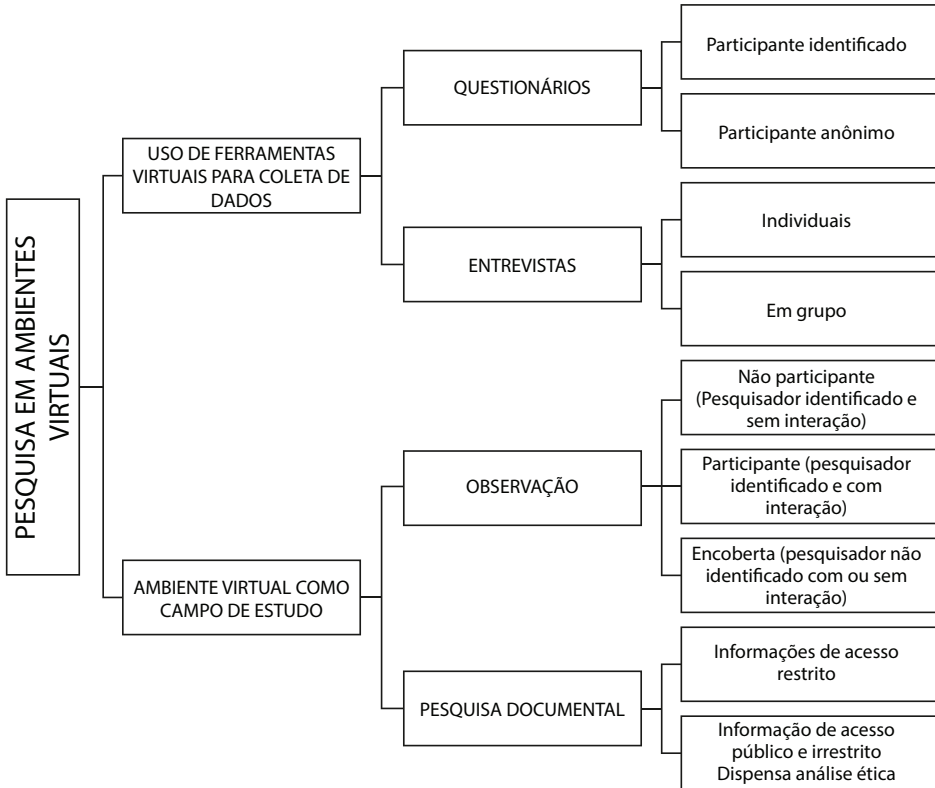 PESQUISA EM AMBIENTES
VIRTUAIS
USO DE FERRAMENTAS
VIRTUAIS PARA COLETA DE
DADOS
QUESTIONÁRIOS
Participante identificado
Participante anônimo
ENTREVISTAS
Individuais
Em grupo
AMBIENTE VIRTUAL COMO
CAMPO DE ESTUDO
OBSERVAÇÃO
Não participante
(Pesquisador identificado e
sem interação)
Participante (pesquisador
identificado e com
interação)
Encoberta (pesquisador não
identificado com ou sem
interação)
PESQUISA DOCUMENTAL
Informações de acesso
restrito
Informação de acesso
público e irrestrito
Dispensa análise ética